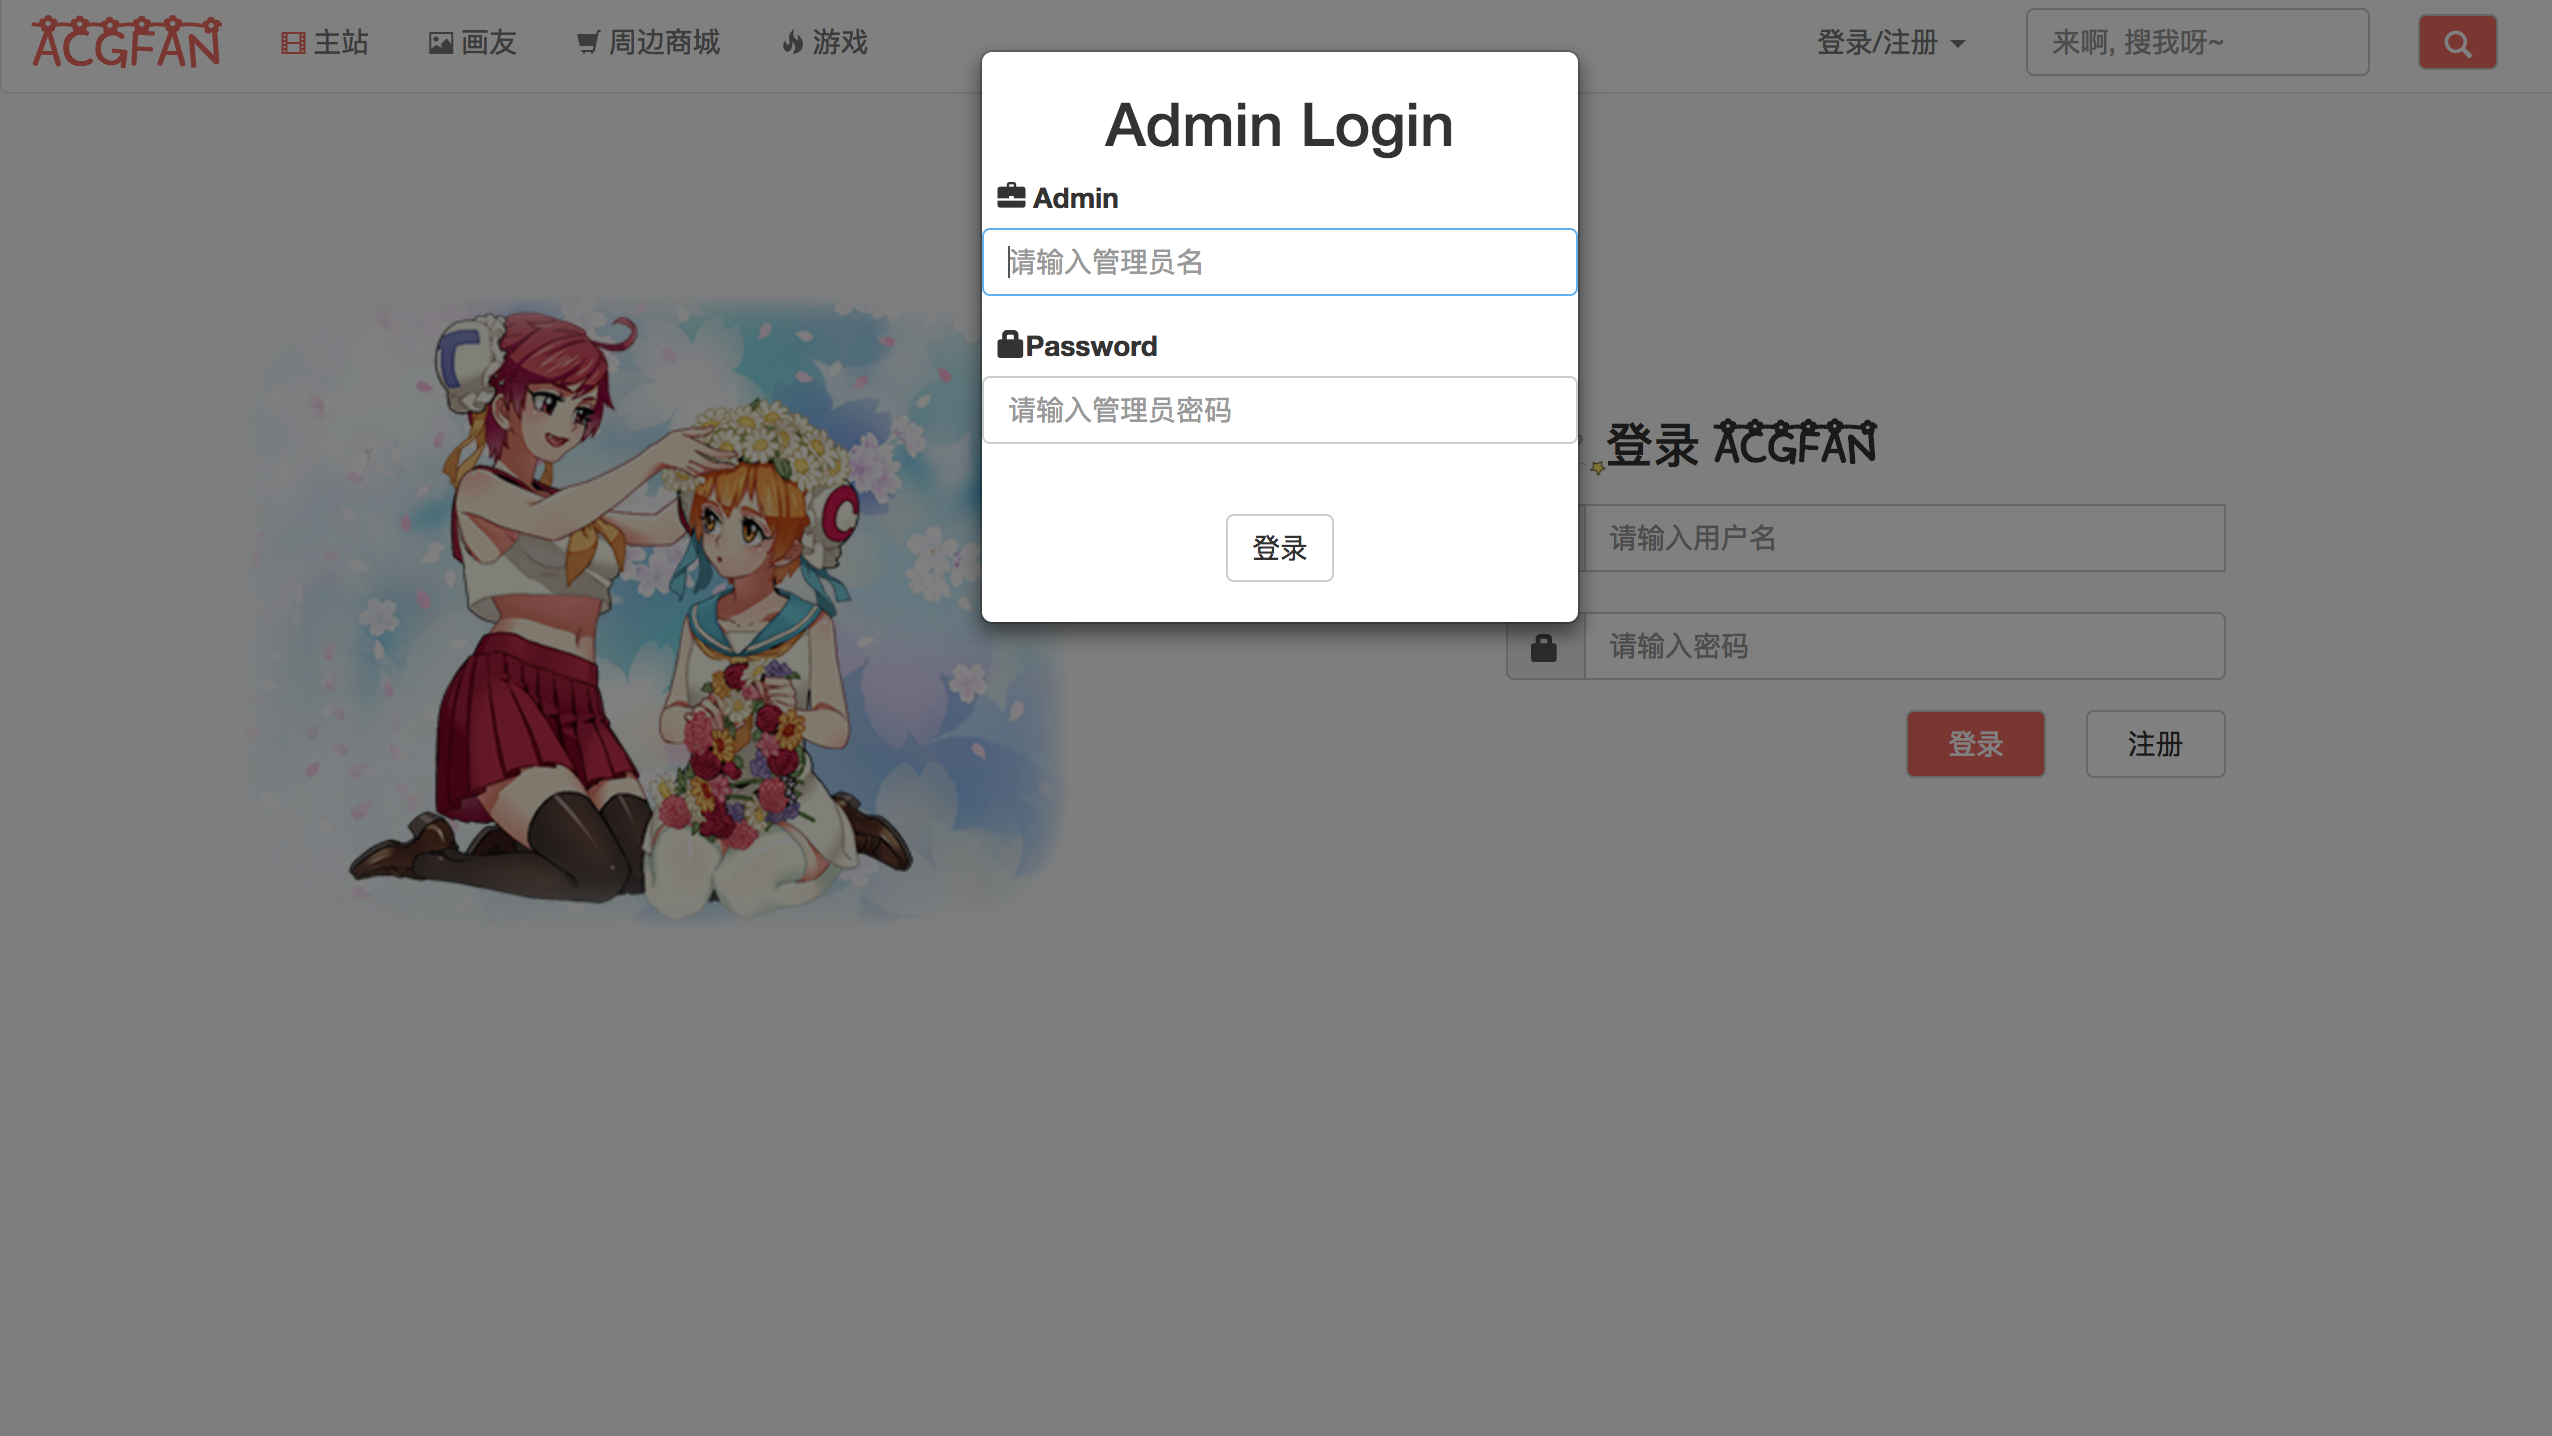 ACGFAN 主站 画友 周边商城 游戏 登录/注册 来啊, 搜我呀~
Admin Login
Admin
请输入管理员名
Password
请输入管理员密码
登录
登录 ACGFAN
请输入用户名
请输入密码
登录 注册